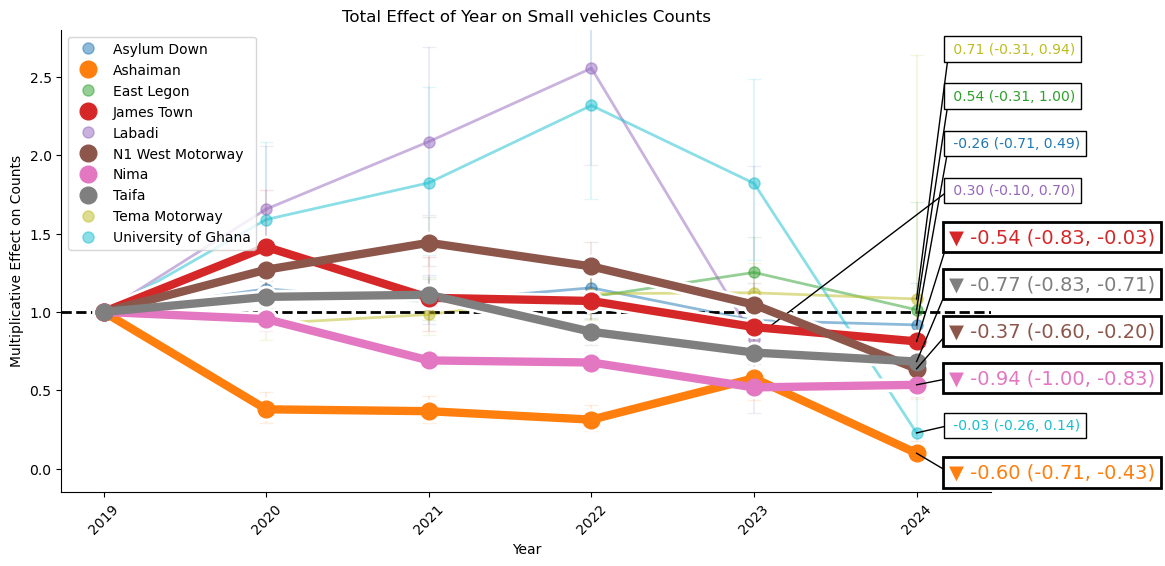 Total Effect of Year on Small vehicles Counts
Asylum Down
Ashaiman
East Legon
James Town
Labadi
N1 West Motorway
Nima
Taifa
Tema Motorway
University of Ghana
Multiplicative Effect on Counts
2.5
2.0
1.5
1.0
0.5
0.0
2019
2020
2021
2022
2023
2024
Year
0.71 (-0.31, 0.94)
0.54 (-0.31, 1.00)
-0.26 (-0.71, 0.49)
0.30 (-0.10, 0.70)
▼ -0.54 (-0.83, -0.03)
▼ -0.77 (-0.83, -0.71)
▼ -0.37 (-0.60, -0.20)
▼ -0.94 (-1.00, -0.83)
-0.03 (-0.26, 0.14)
▼ -0.60 (-0.71, -0.43)